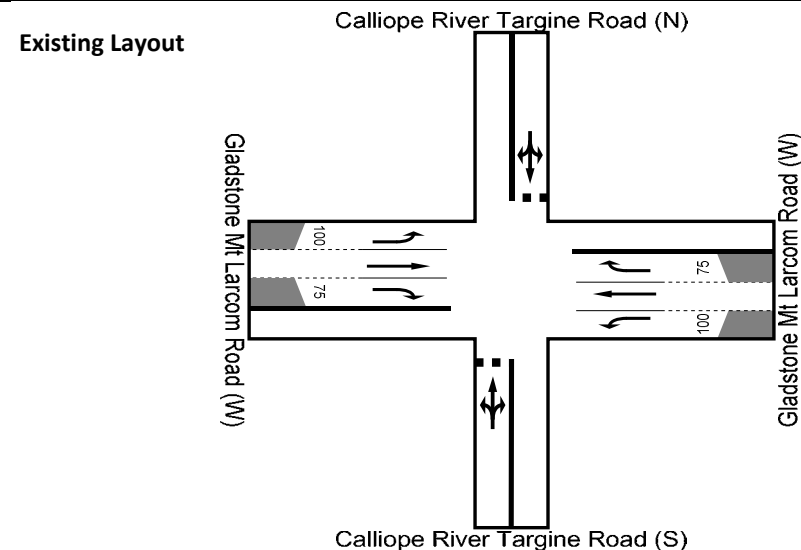 Calliope River Targine Road (N)
Existing Layout
Gladstone Mt Larcom Road (W)
100
75
75
100
Gladstone Mt Larcom Road (W)
Calliope River Targine Road (S)